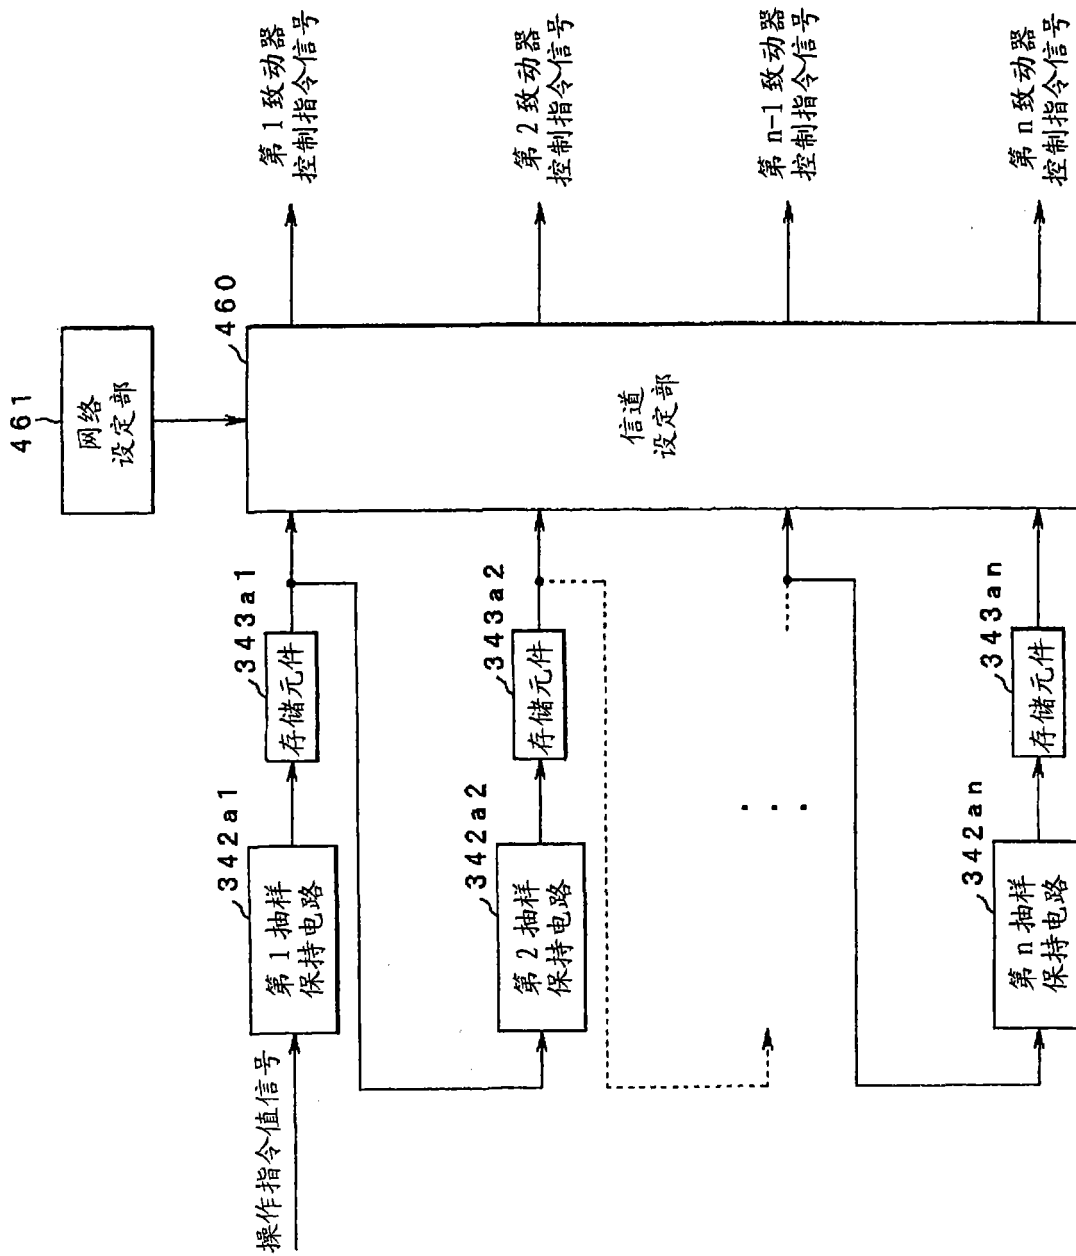 461
网络
设定部
460
信道
设定部
操作指令值信号
342a1
第1抽样
保持电路
343a1
存储元件
第1致动器
控制指令信号
342a2
第2抽样
保持电路
343a2
存储元件
第2致动器
控制指令信号
...
第n-1致动器
控制指令信号
342an
第n抽样
保持电路
343an
存储元件
第n致动器
控制指令信号